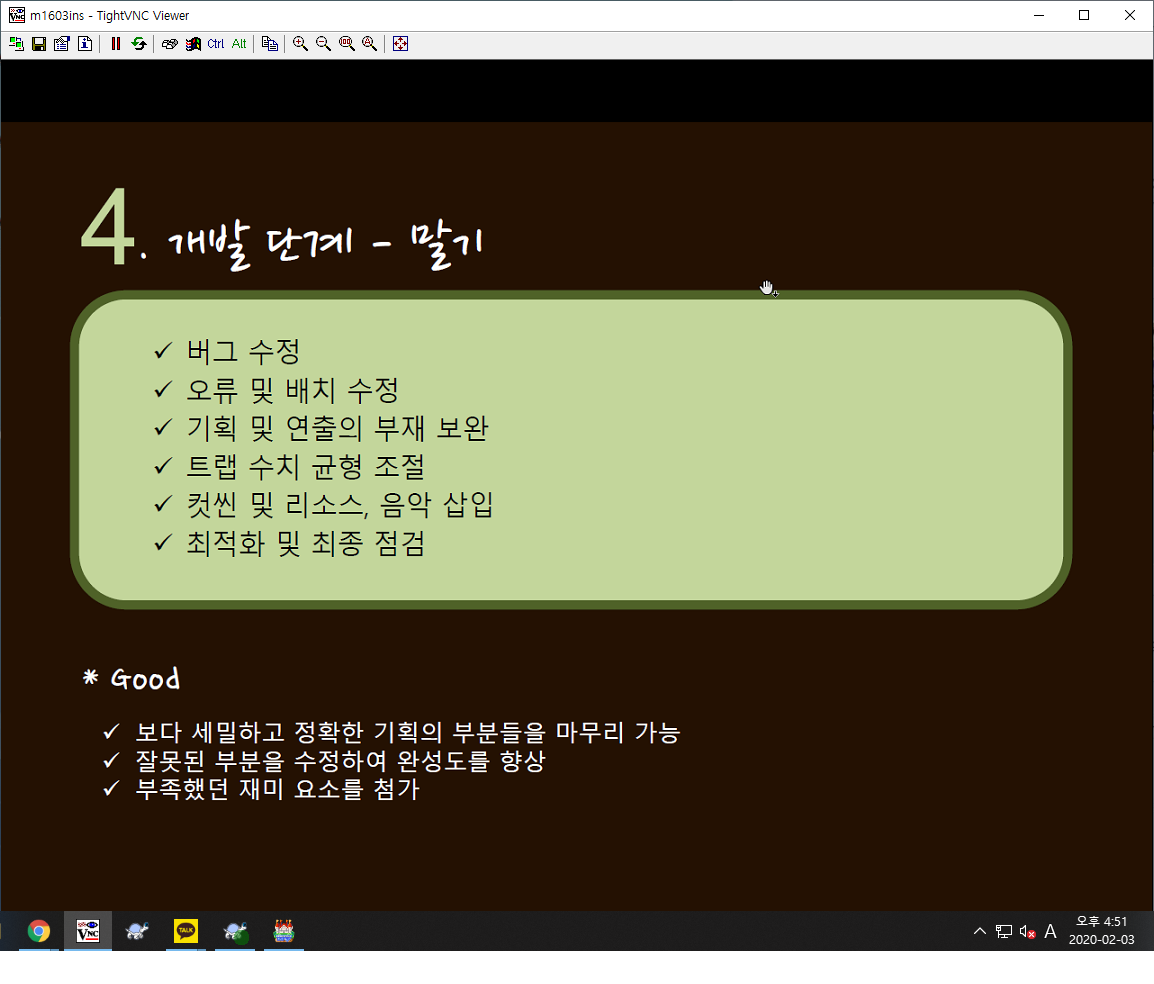 m1603ins - TightVNC Viewer
Ctrl Alt
4. 개발 단계 - 말기
✓ 버그 수정
✓ 오류 및 배치 수정
✓ 기획 및 연출의 부재 보완
✓ 트랩 수치 균형 조절
✓ 컷씬 및 리소스, 음악 삽입
✓ 최적화 및 최종 점검
* Good
✓ 보다 세밀하고 정확한 기획의 부분들을 마무리 가능
✓ 잘못된 부분을 수정하여 완성도를 향상
✓ 부족했던 재미 요소를 첨가
VNC
TALK
A
오후 4:51
2020-02-03